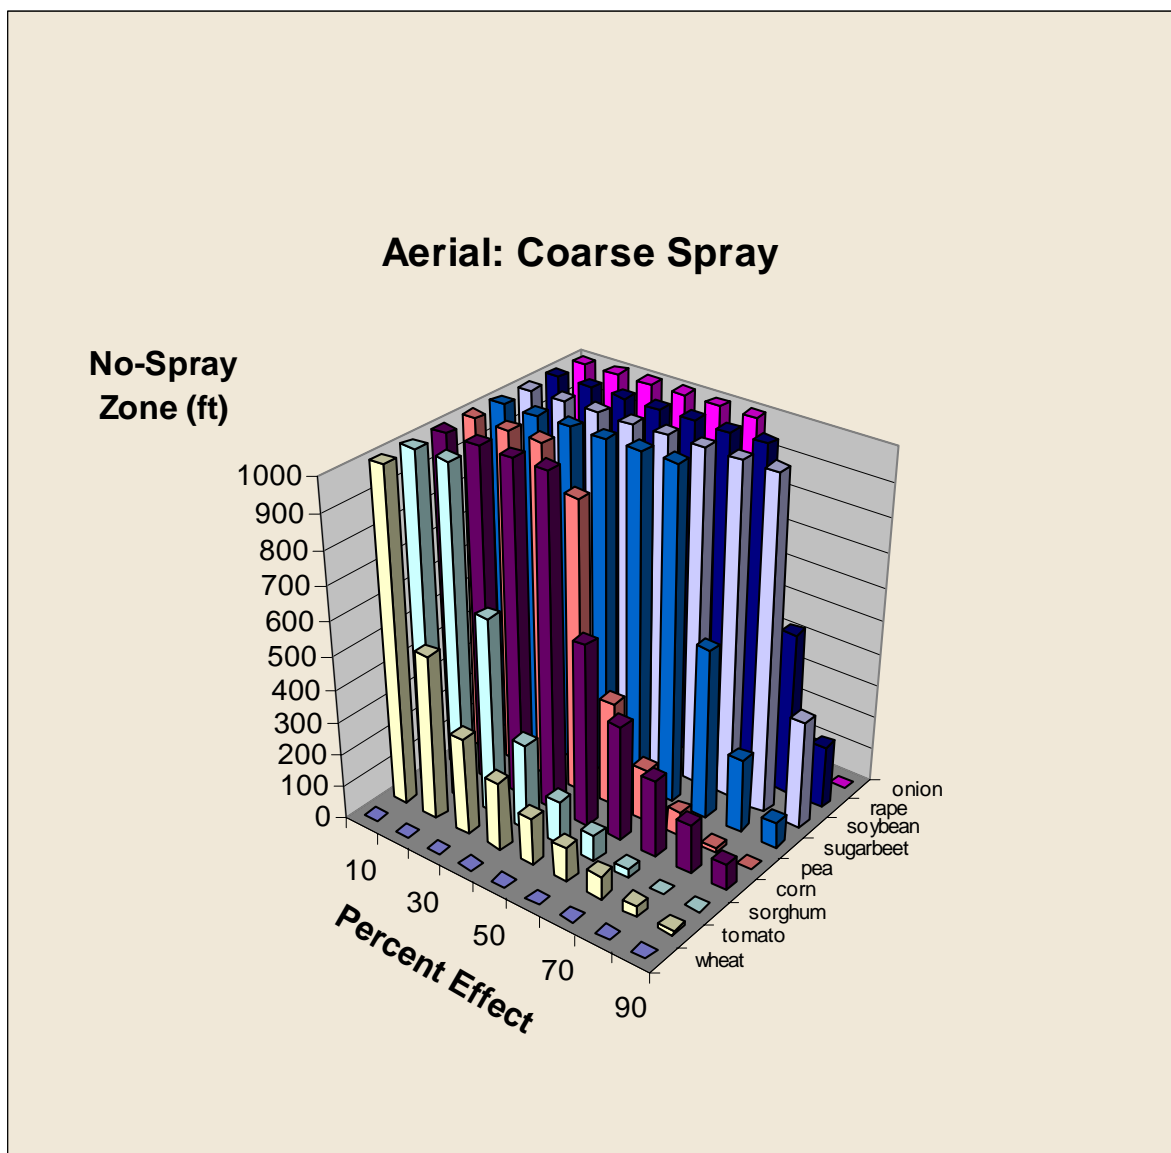 Aerial: Coarse Spray
No-Spray
Zone (ft)
1000
900
800
700
600
500
400
300
200
100
0
10
30
50
70
90
Percent Effect
onion
rape
soybean
sugarbeet
pea
corn
sorghum
tomato
wheat